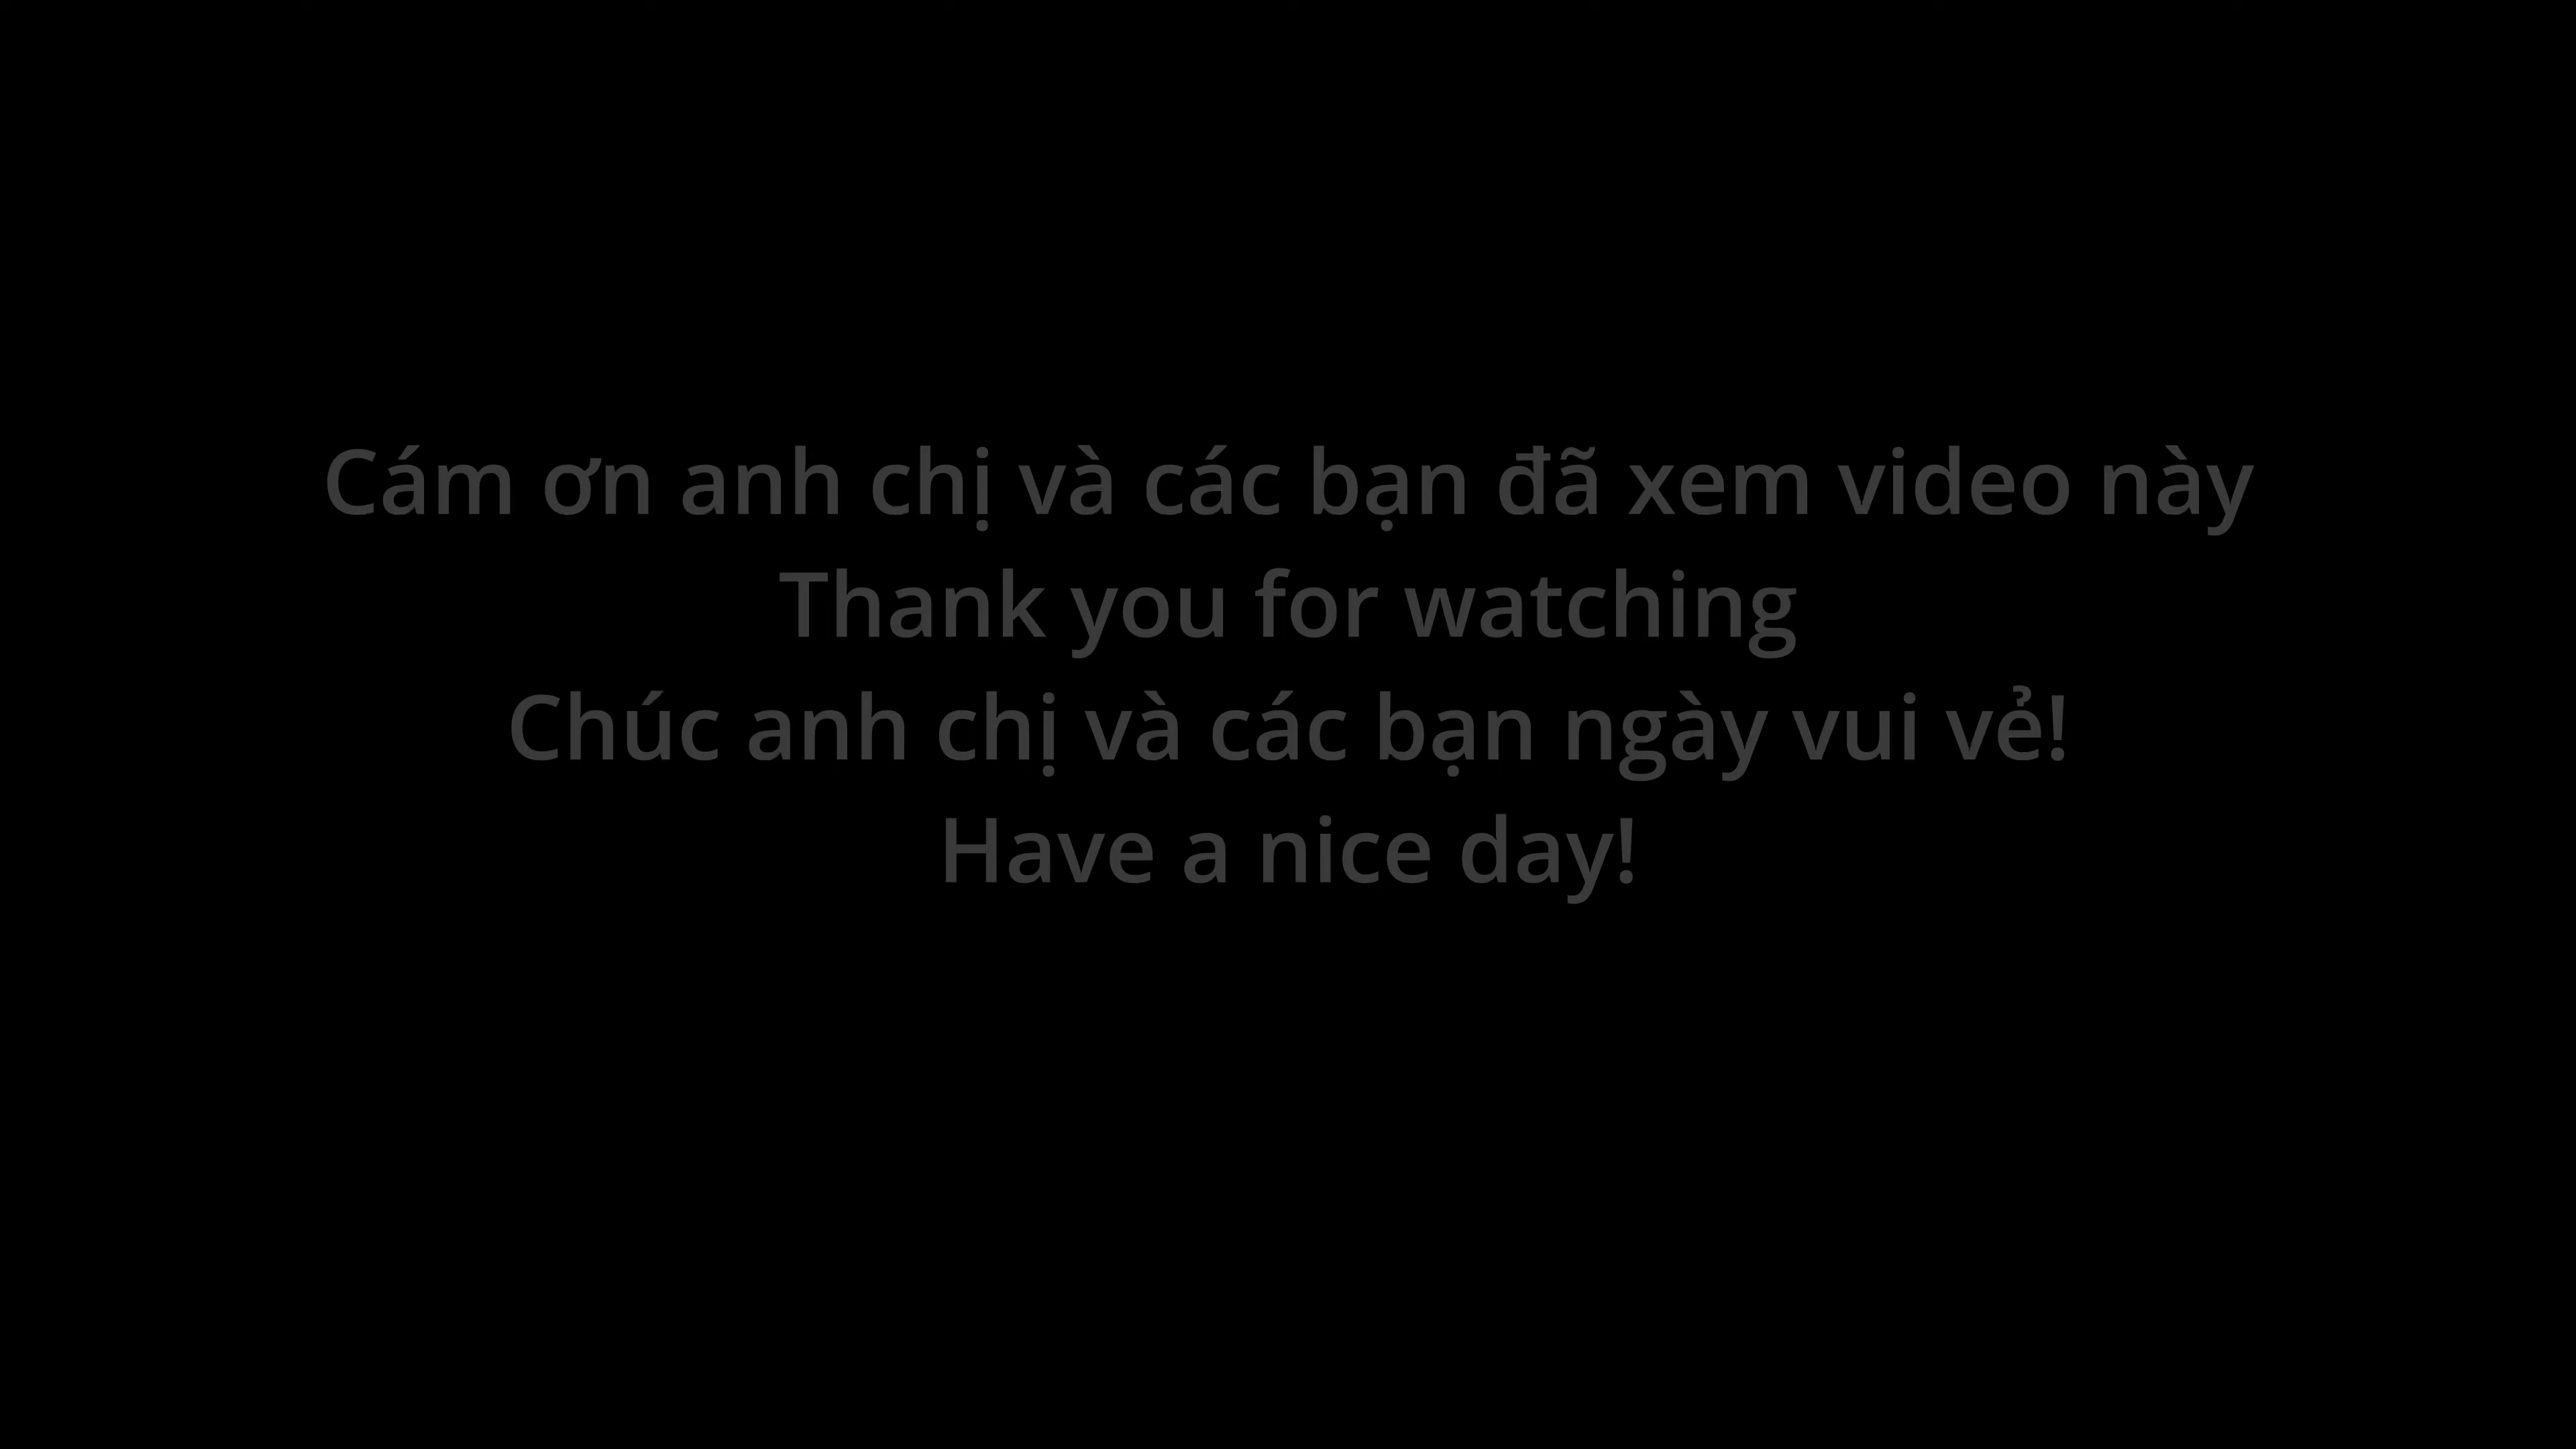 Cám ơn anh chị và các bạn đã xem video này
Thank you for watching
Chúc anh chị và các bạn ngày vui vẻ!
Have a nice day!